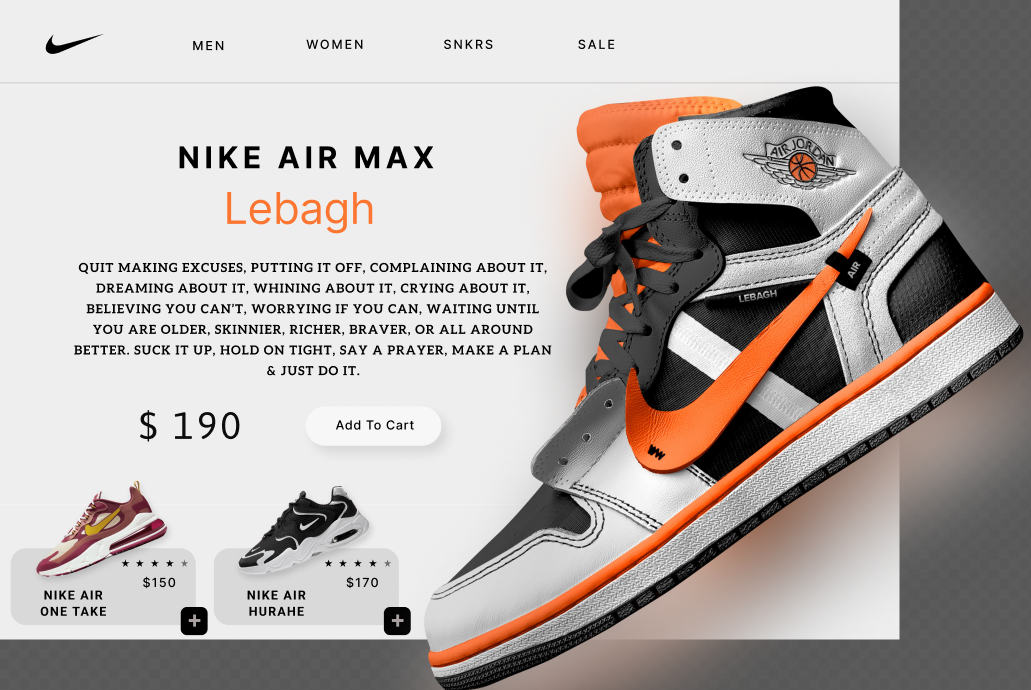 MEN
WOMEN
SNKRS
SALE
NIKE AIR MAX
Lebagh
QUIT MAKING EXCUSES, PUTTING IT OFF, COMPLAINING ABOUT IT,
DREAMING ABOUT IT, WHINING ABOUT IT, CRYING ABOUT IT,
BELIEVING YOU CAN'T, WORRYING IF YOU CAN, WAITING UNTIL
YOU ARE OLDER, SKINNIER, RICHER, BRAVER, OR ALL AROUND
BETTER. SUCK IT UP, HOLD ON TIGHT, SAY A PRAYER, MAKE A PLAN
& JUST DO IT.
$ 190
Add To Cart
AIR JORDAN
AIR
LEBAGH
$150
NIKE AIR
ONE TAKE
+
$170
NIKE AIR
HURAHE
+